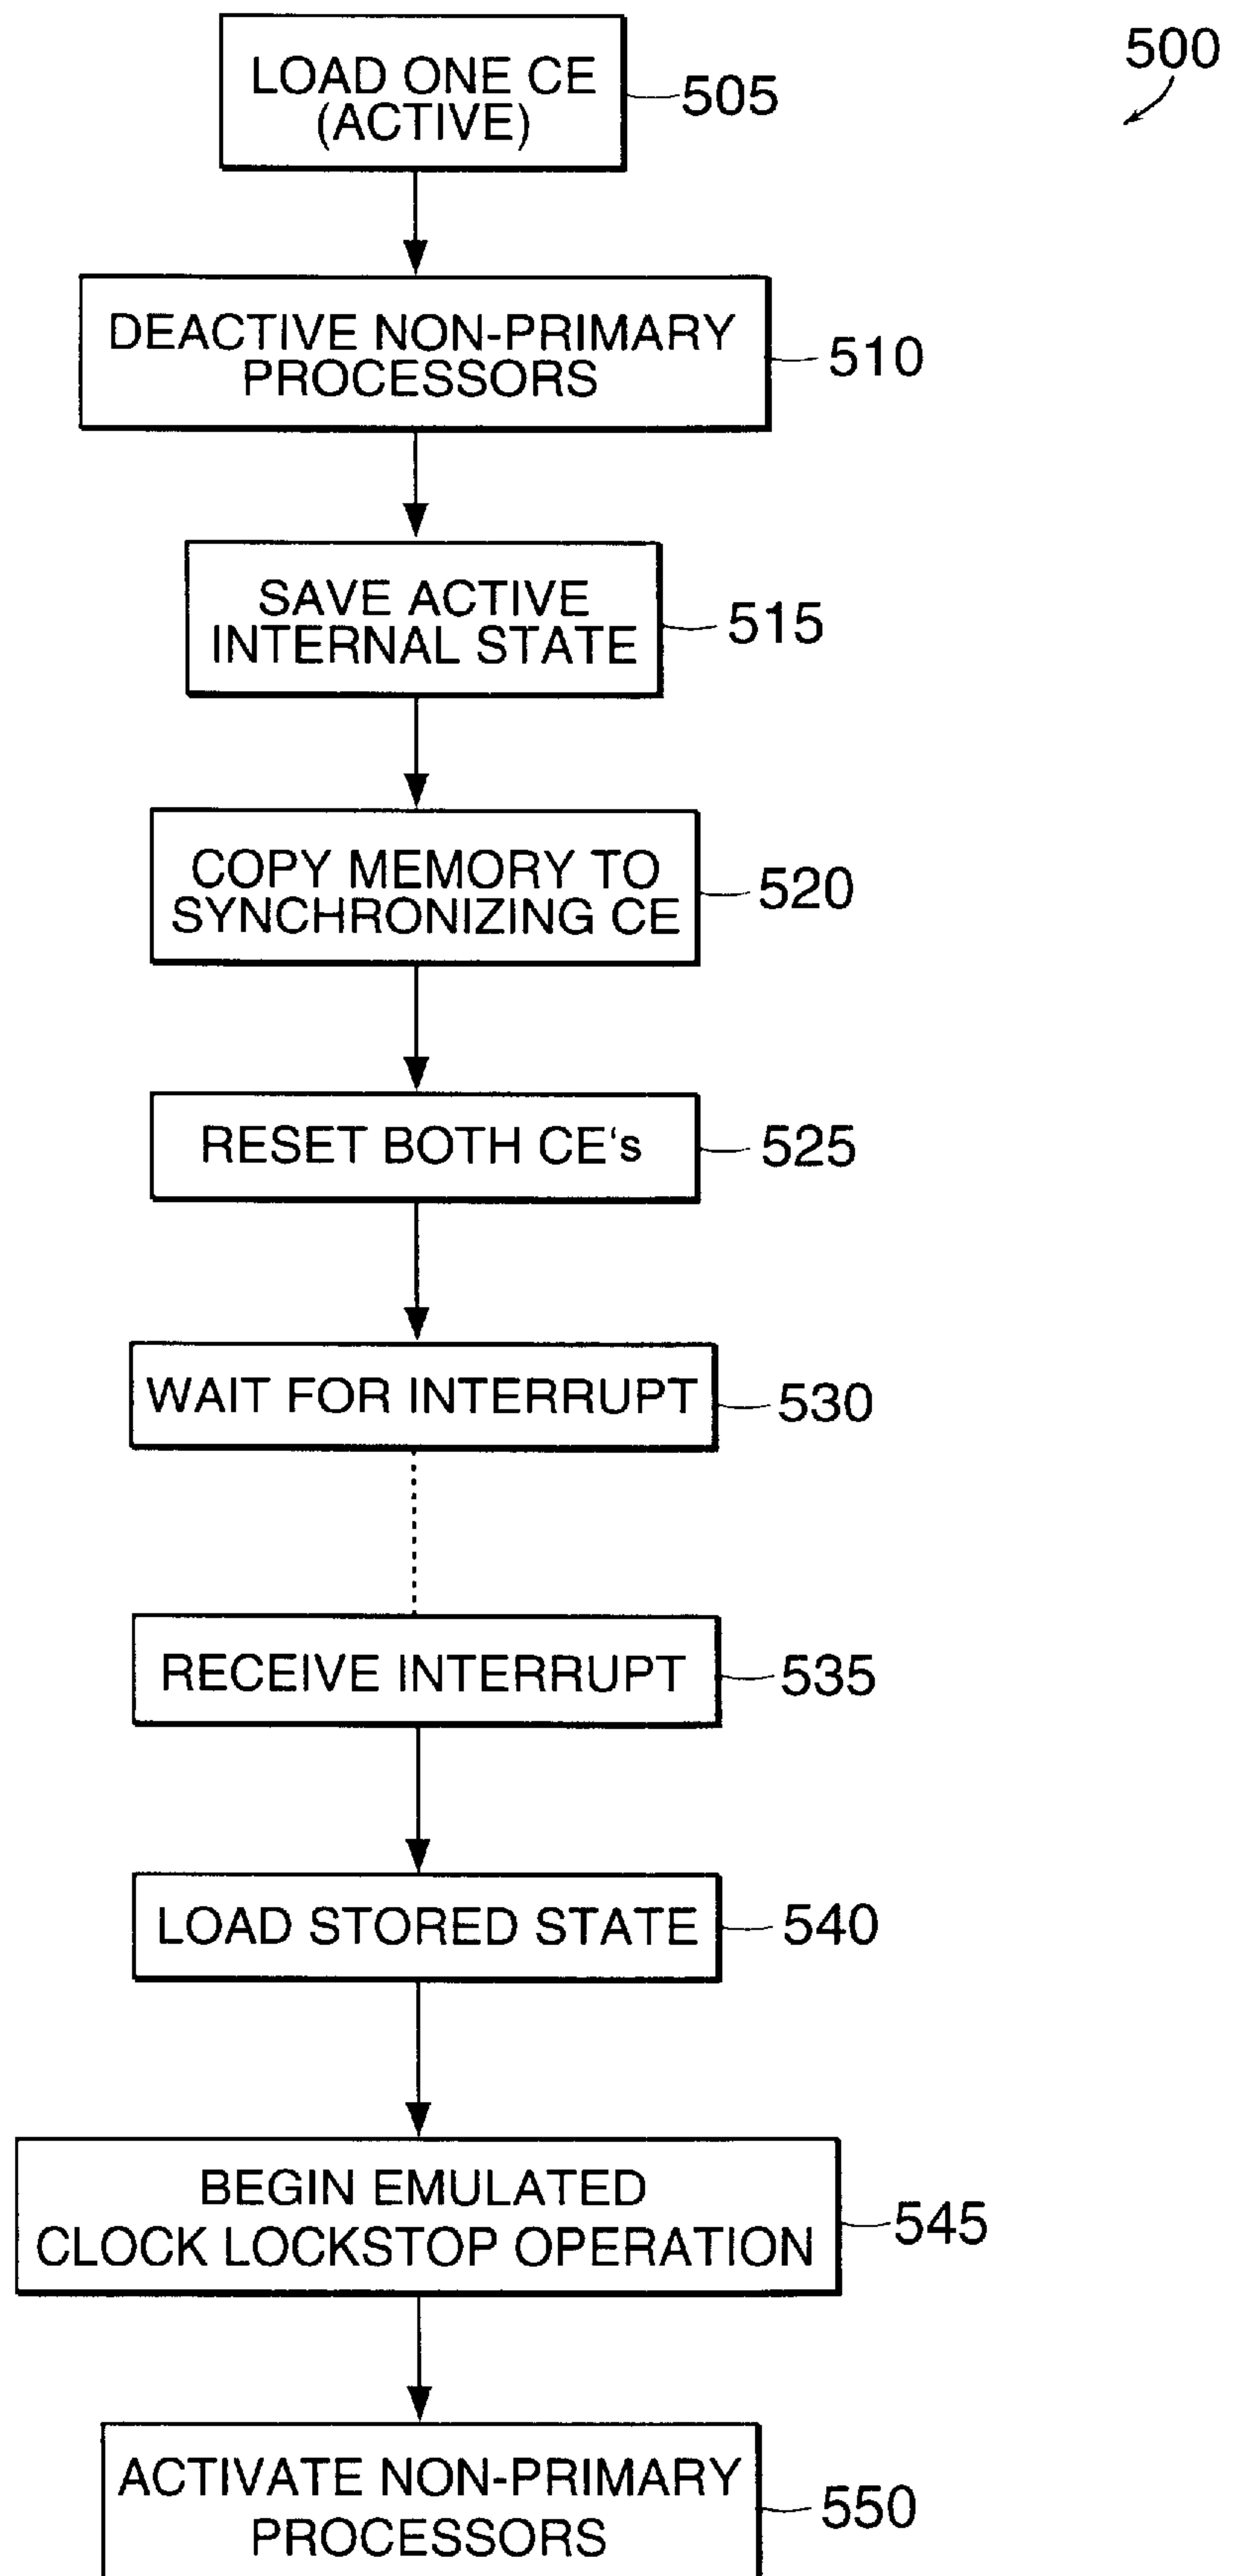 500
LOAD ONE CE
(ACTIVE)
505
DEACTIVE NON-PRIMARY
PROCESSORS
510
SAVE ACTIVE
INTERNAL STATE
515
COPY MEMORY TO
SYNCHRONIZING CE
520
RESET BOTH CE's
525
WAIT FOR INTERRUPT
530
RECEIVE INTERRUPT
535
LOAD STORED STATE
540
BEGIN EMULATED
CLOCK LOCKSTOP OPERATION
545
ACTIVATE NON-PRIMARY
PROCESSORS
550